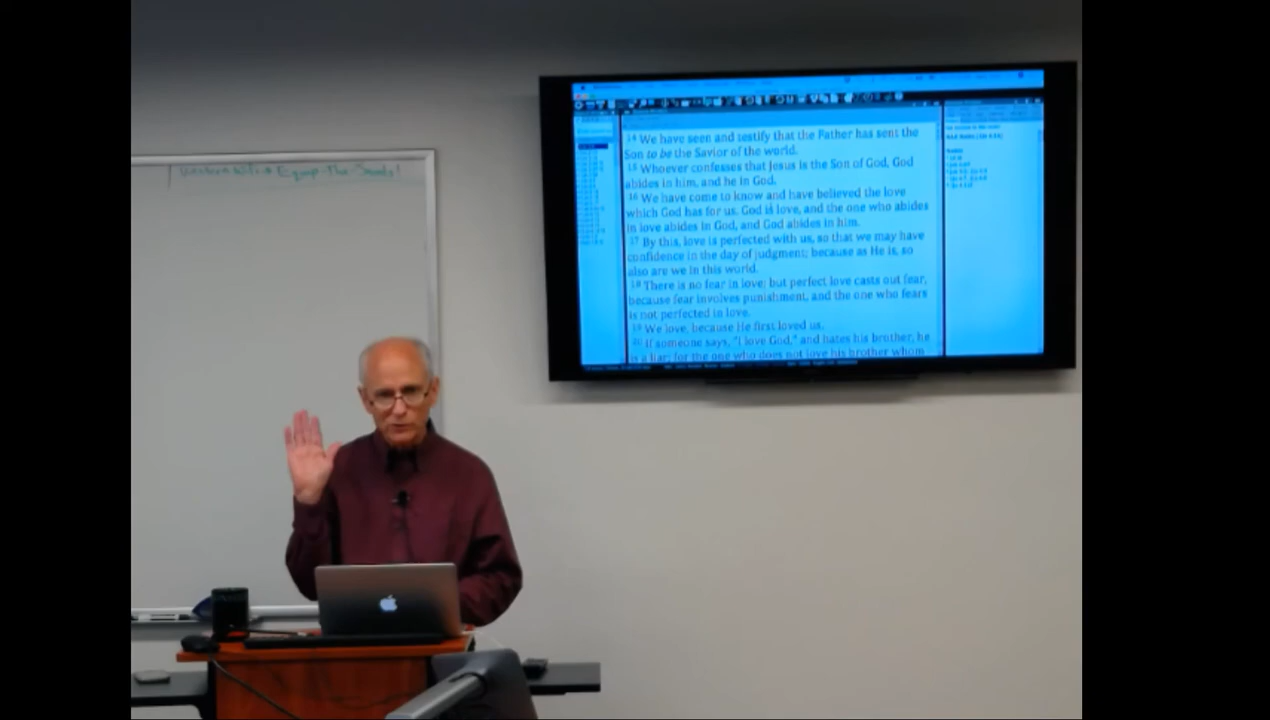 Equip The Saints!
14 We have seen and testify that the Father has sent the
Son to be the Savior of the world.
15 Whoever confesses that Jesus is the Son of God, God
abides in him, and he in God.
16 We have come to know and have believed the love
which God has for us. God is love, and the one who abides
in love abides in God, and God abides in him.
17 By this, love is perfected with us, so that we may have
confidence in the day of judgment; because as He is, so
also are we in this world.
18 There is no fear in love; but perfect love casts out fear,
because fear involves punishment, and the one who fears
is not perfected in love.
19 We love, because He first loved us.
20 If someone says, "I love God," and hates his brother, he
is a liar; for the one who does not love his brother whom